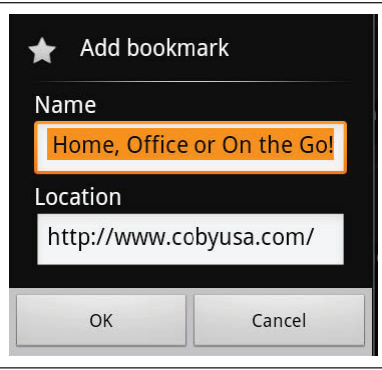 Add bookmark
Name
Home, Office or On the Go!
Location
http://www.cobyusa.com/
OK Cancel